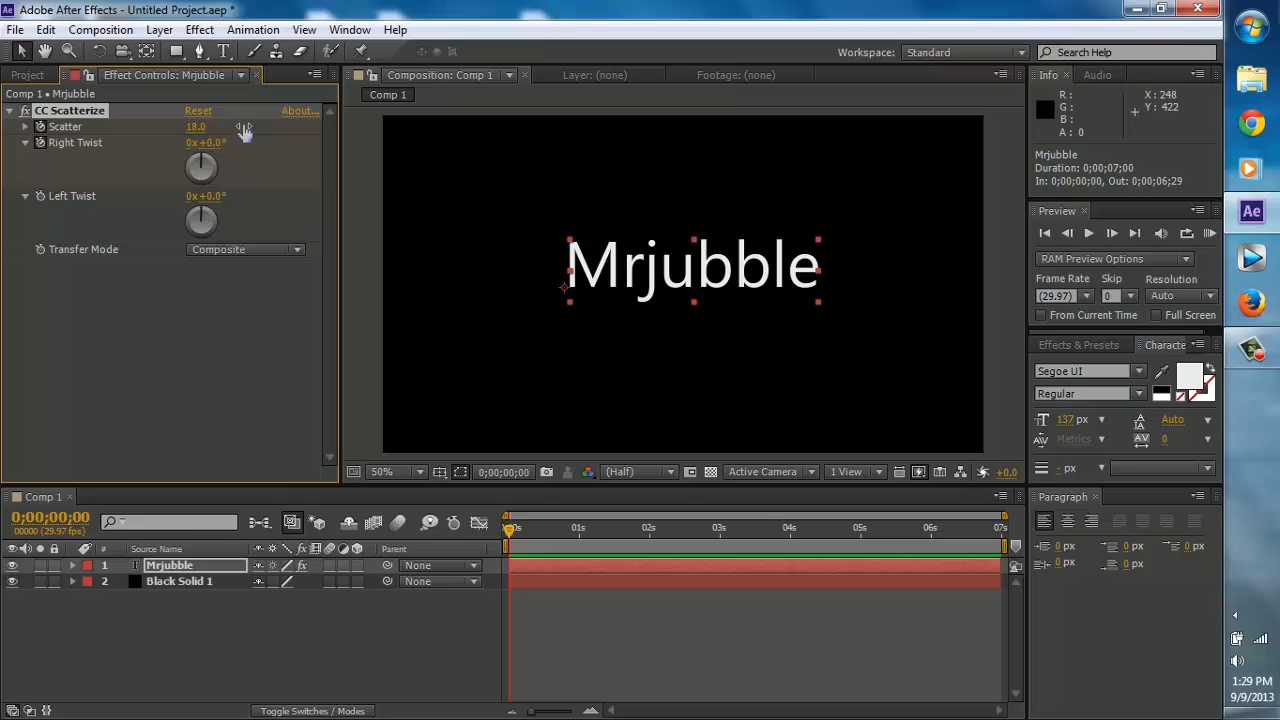 Adobe After Effects - Untitled Project.aep *
File Edit Composition Layer Effect Animation View Window Help
Workspace: Standard Search Help
Project Effect Controls: Mrjubble
Composition: Comp 1 Layer: (none) Footage: (none)
Info Audio
Comp 1 • Mrjubble
Comp 1
fx CC Scatterize Reset About...
Scatter 18.0
Right Twist 0x+0.0°
Left Twist 0x+0.0°
Transfer Mode Composite
Mrjubble
R:
G:
B:
A: 0
X: 248
Y: 422
Mrjubble
Duration: 0;00;07;00
In: 0;00;00;00, Out: 0;00;06;29
Preview
RAM Preview Options
Frame Rate Skip Resolution
(29.97) 0 Auto
From Current Time Full Screen
Effects & Presets Characte
Segoe UI
Regular
137 px Auto
Metrics 0
- px
50% 0;00;00;00 (Half) Active Camera 1 View +0.0
Comp 1
0;00;00;00
00000 (29.97 fps)
0s 01s 02s 03s 04s 05s 06s 07s
# Source Name Parent
1 T Mrjubble fx None
2 Black Solid 1 None
Toggle Switches / Modes
Paragraph
0 px 0 px 0 px
0 px 0 px
Ae
1:29 PM
9/9/2013